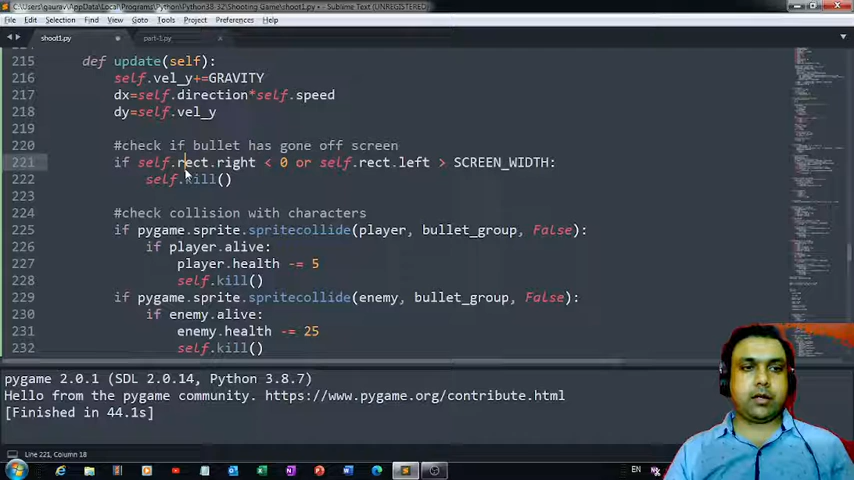 C:\Users\gaurav\AppData\Local\Programs\Python\Python38-32\Shooting Game\shoot1.py • - Sublime Text (UNREGISTERED)
File Edit Selection Find View Goto Tools Project Preferences Help
shoot1.py part-1.py
215 def update(self):
216 self.vel_y+=GRAVITY
217 dx=self.direction*self.speed
218 dy=self.vel_y
219
220 #check if bullet has gone off screen
221 if self.rect.right < 0 or self.rect.left > SCREEN_WIDTH:
222 self.kill()
223
224 #check collision with characters
225 if pygame.sprite.spritecollide(player, bullet_group, False):
226 if player.alive:
227 player.health -= 5
228 self.kill()
229 if pygame.sprite.spritecollide(enemy, bullet_group, False):
230 if enemy.alive:
231 enemy.health -= 25
232 self.kill()
pygame 2.0.1 (SDL 2.0.14, Python 3.8.7)
Hello from the pygame community. https://www.pygame.org/contribute.html
[Finished in 44.1s]
Line 221, Column 18
EN